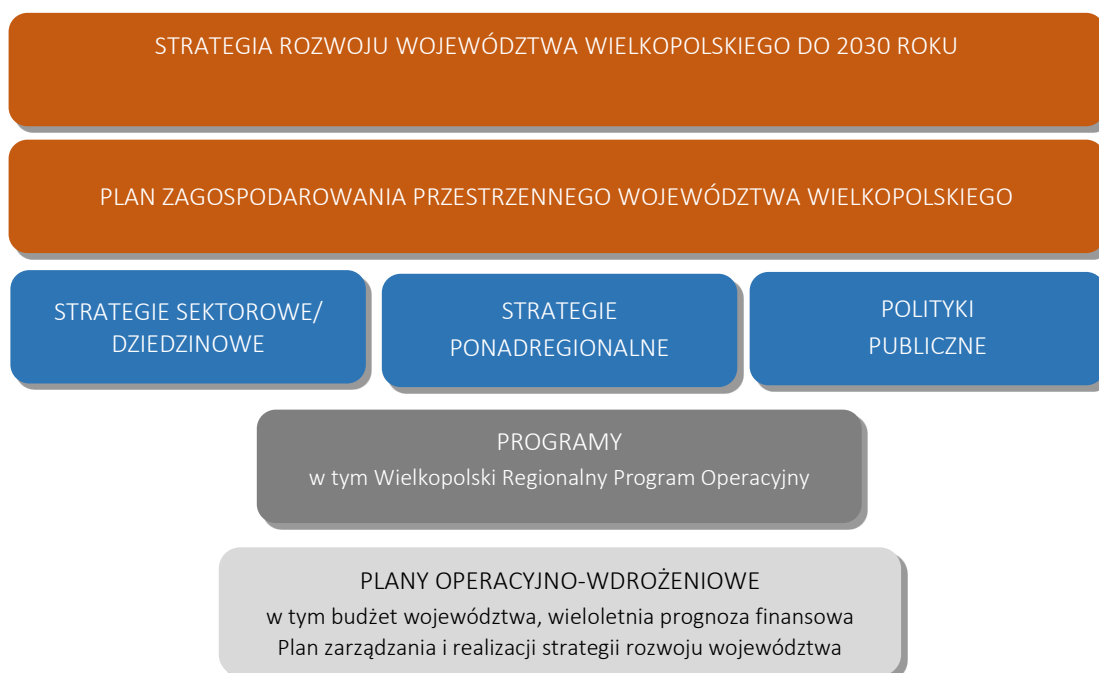 STRATEGIA ROZWOJU WOJEWÓDZTWA WIELKOPOLSKIEGO DO 2030 ROKU
PLAN ZAGOSPODAROWANIA PRZESTRZENNEGO WOJEWÓDZTWA WIELKOPOLSKIEGO
STRATEGIE SEKTOROWE/
DZIEDZINOWE
STRATEGIE
PONADREGIONALNE
POLITYKI
PUBLICZNE
PROGRAMY
w tym Wielkopolski Regionalny Program Operacyjny
PLANY OPERACYJNO-WDROŻENIOWE
w tym budżet województwa, wieloletnia prognoza finansowa
Plan zarządzania i realizacji strategii rozwoju województwa